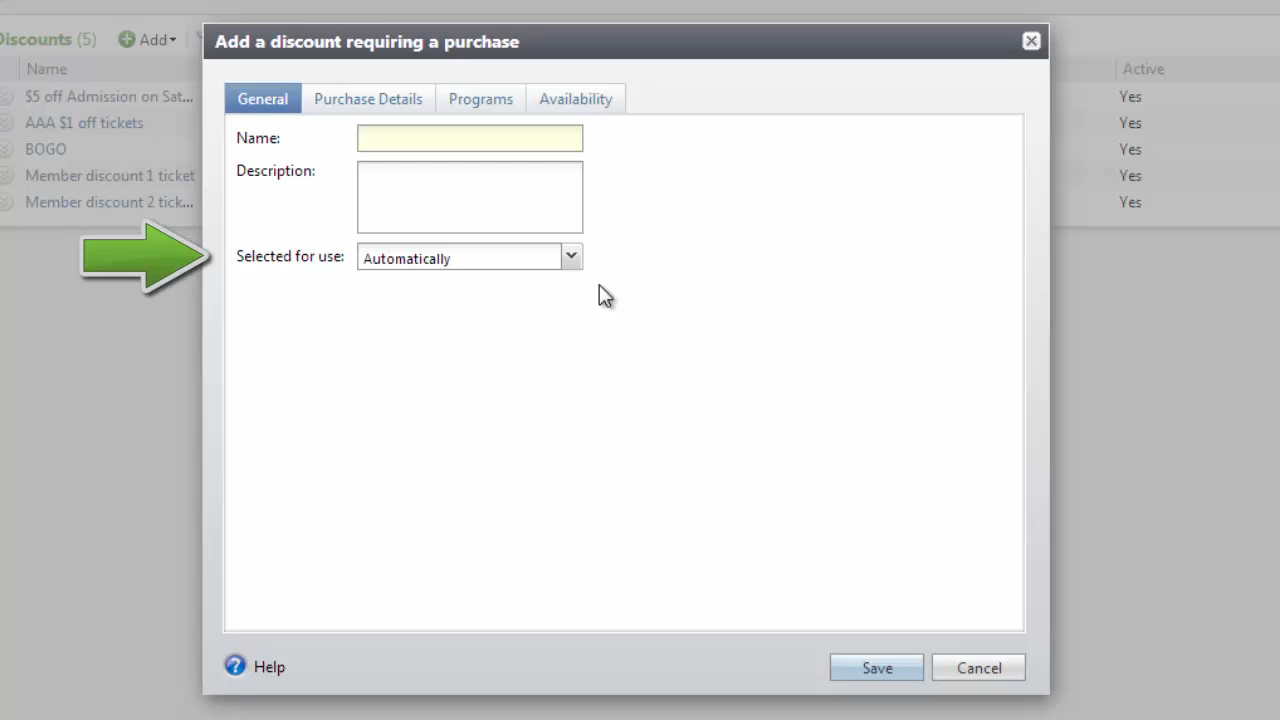 Discounts (5) Add
Add a discount requiring a purchase
Name Active
$5 off Admission on Sat... Yes
AAA $1 off tickets Yes
BOGO Yes
Member discount 1 ticket Yes
Member discount 2 tick... Yes
General Purchase Details Programs Availability
Name:
Description:
Selected for use: Automatically
? Help Save Cancel